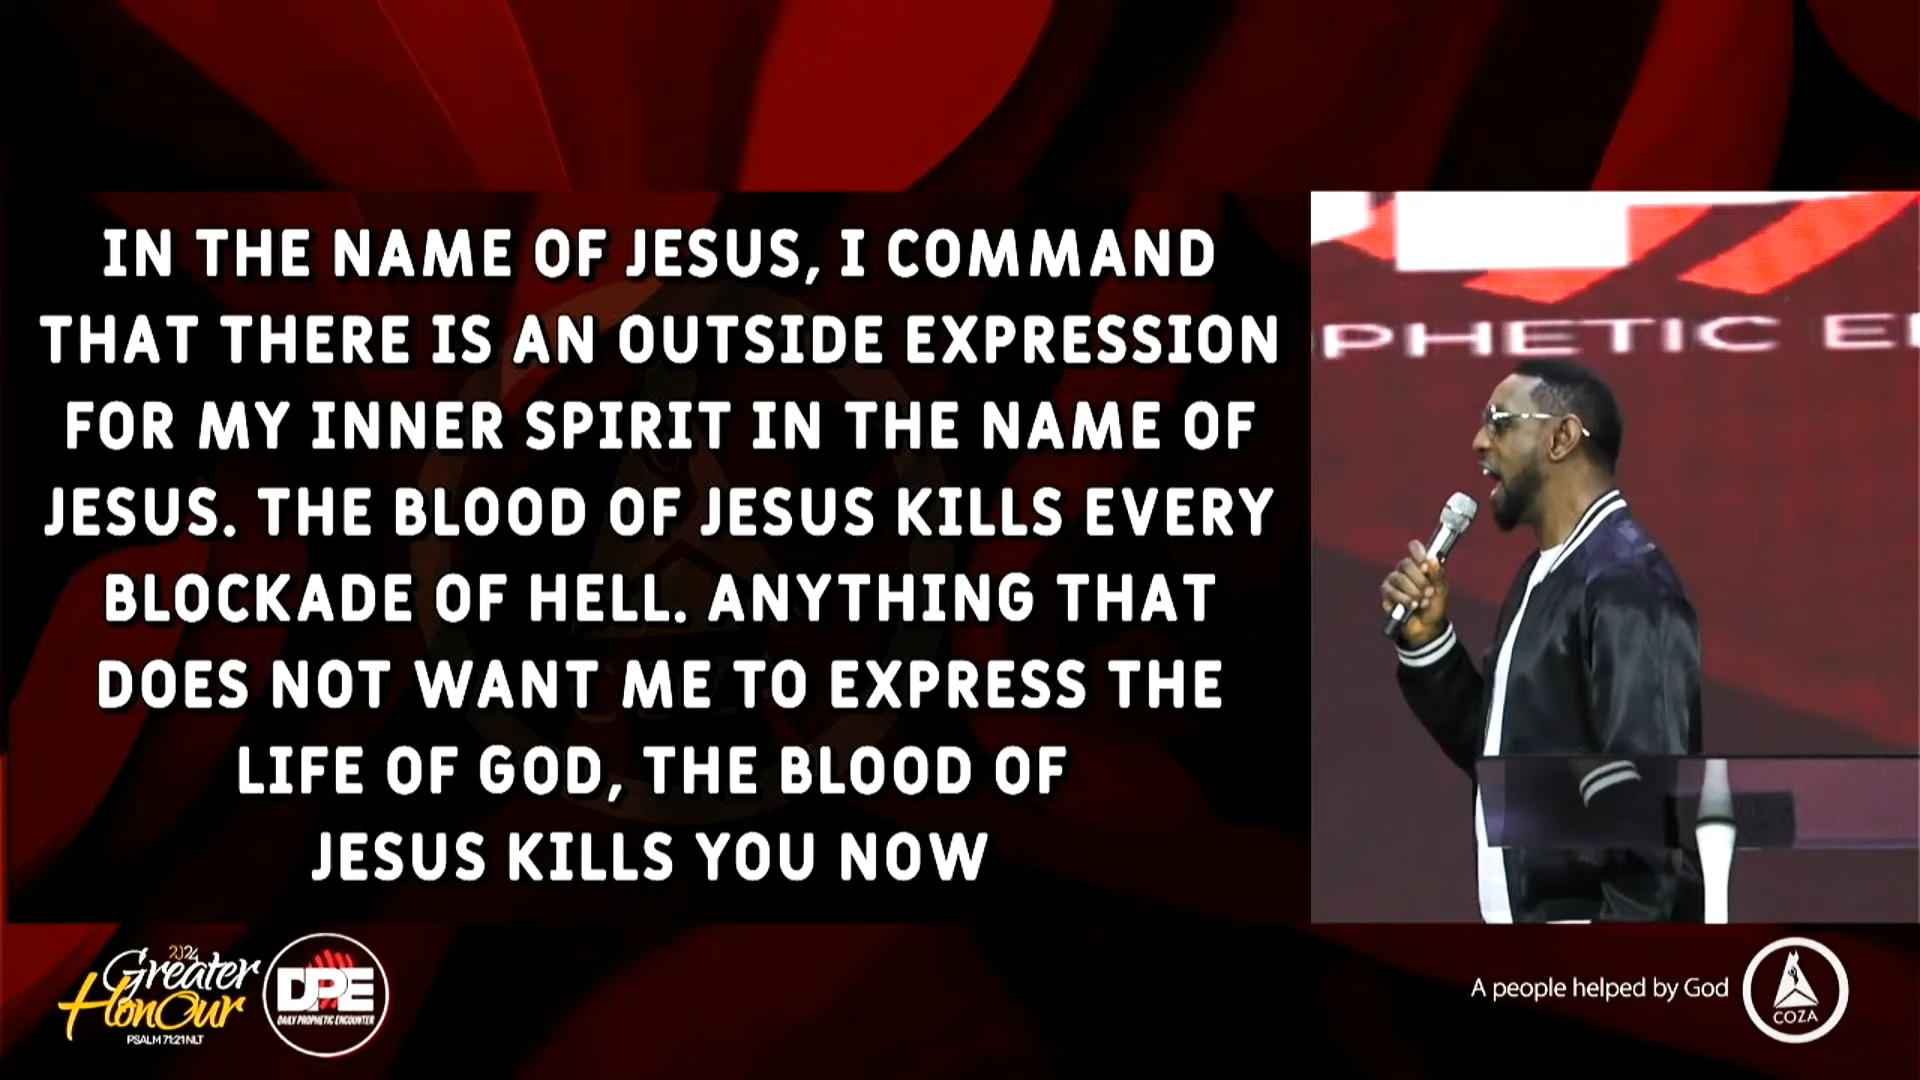 IN THE NAME OF JESUS, I COMMAND
THAT THERE IS AN OUTSIDE EXPRESSION
FOR MY INNER SPIRIT IN THE NAME OF
JESUS. THE BLOOD OF JESUS KILLS EVERY
BLOCKADE OF HELL. ANYTHING THAT
DOES NOT WANT ME TO EXPRESS THE
LIFE OF GOD, THE BLOOD OF
JESUS KILLS YOU NOW
PHETIC E
2024
Greater
HonOur
PSALM 71:21 NLT
DPE
DAILY PROPHETIC ENCOUNTER
A people helped by God
COZA